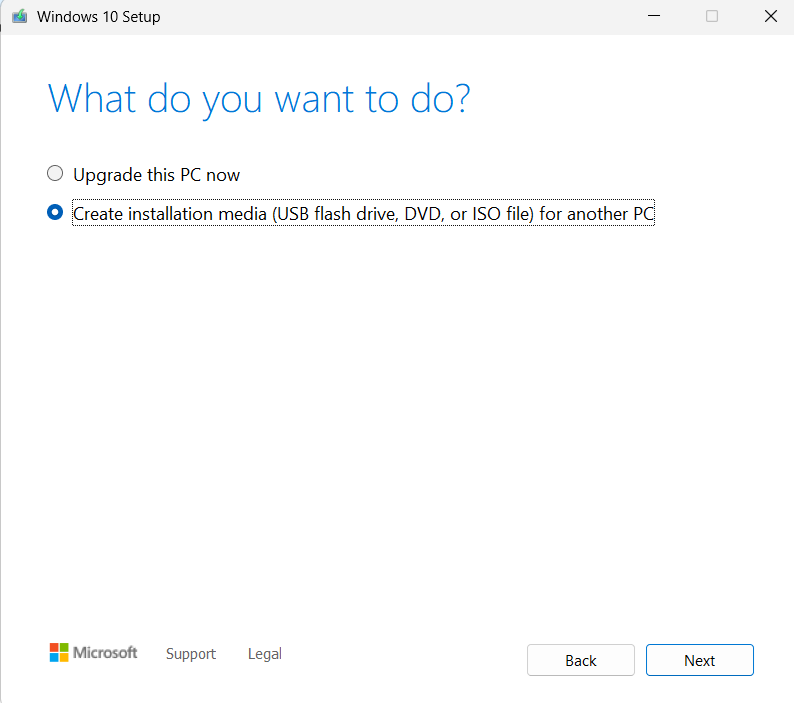 Windows 10 Setup
What do you want to do?
Upgrade this PC now
Create installation media (USB flash drive, DVD, or ISO file) for another PC
Microsoft Support Legal Back Next